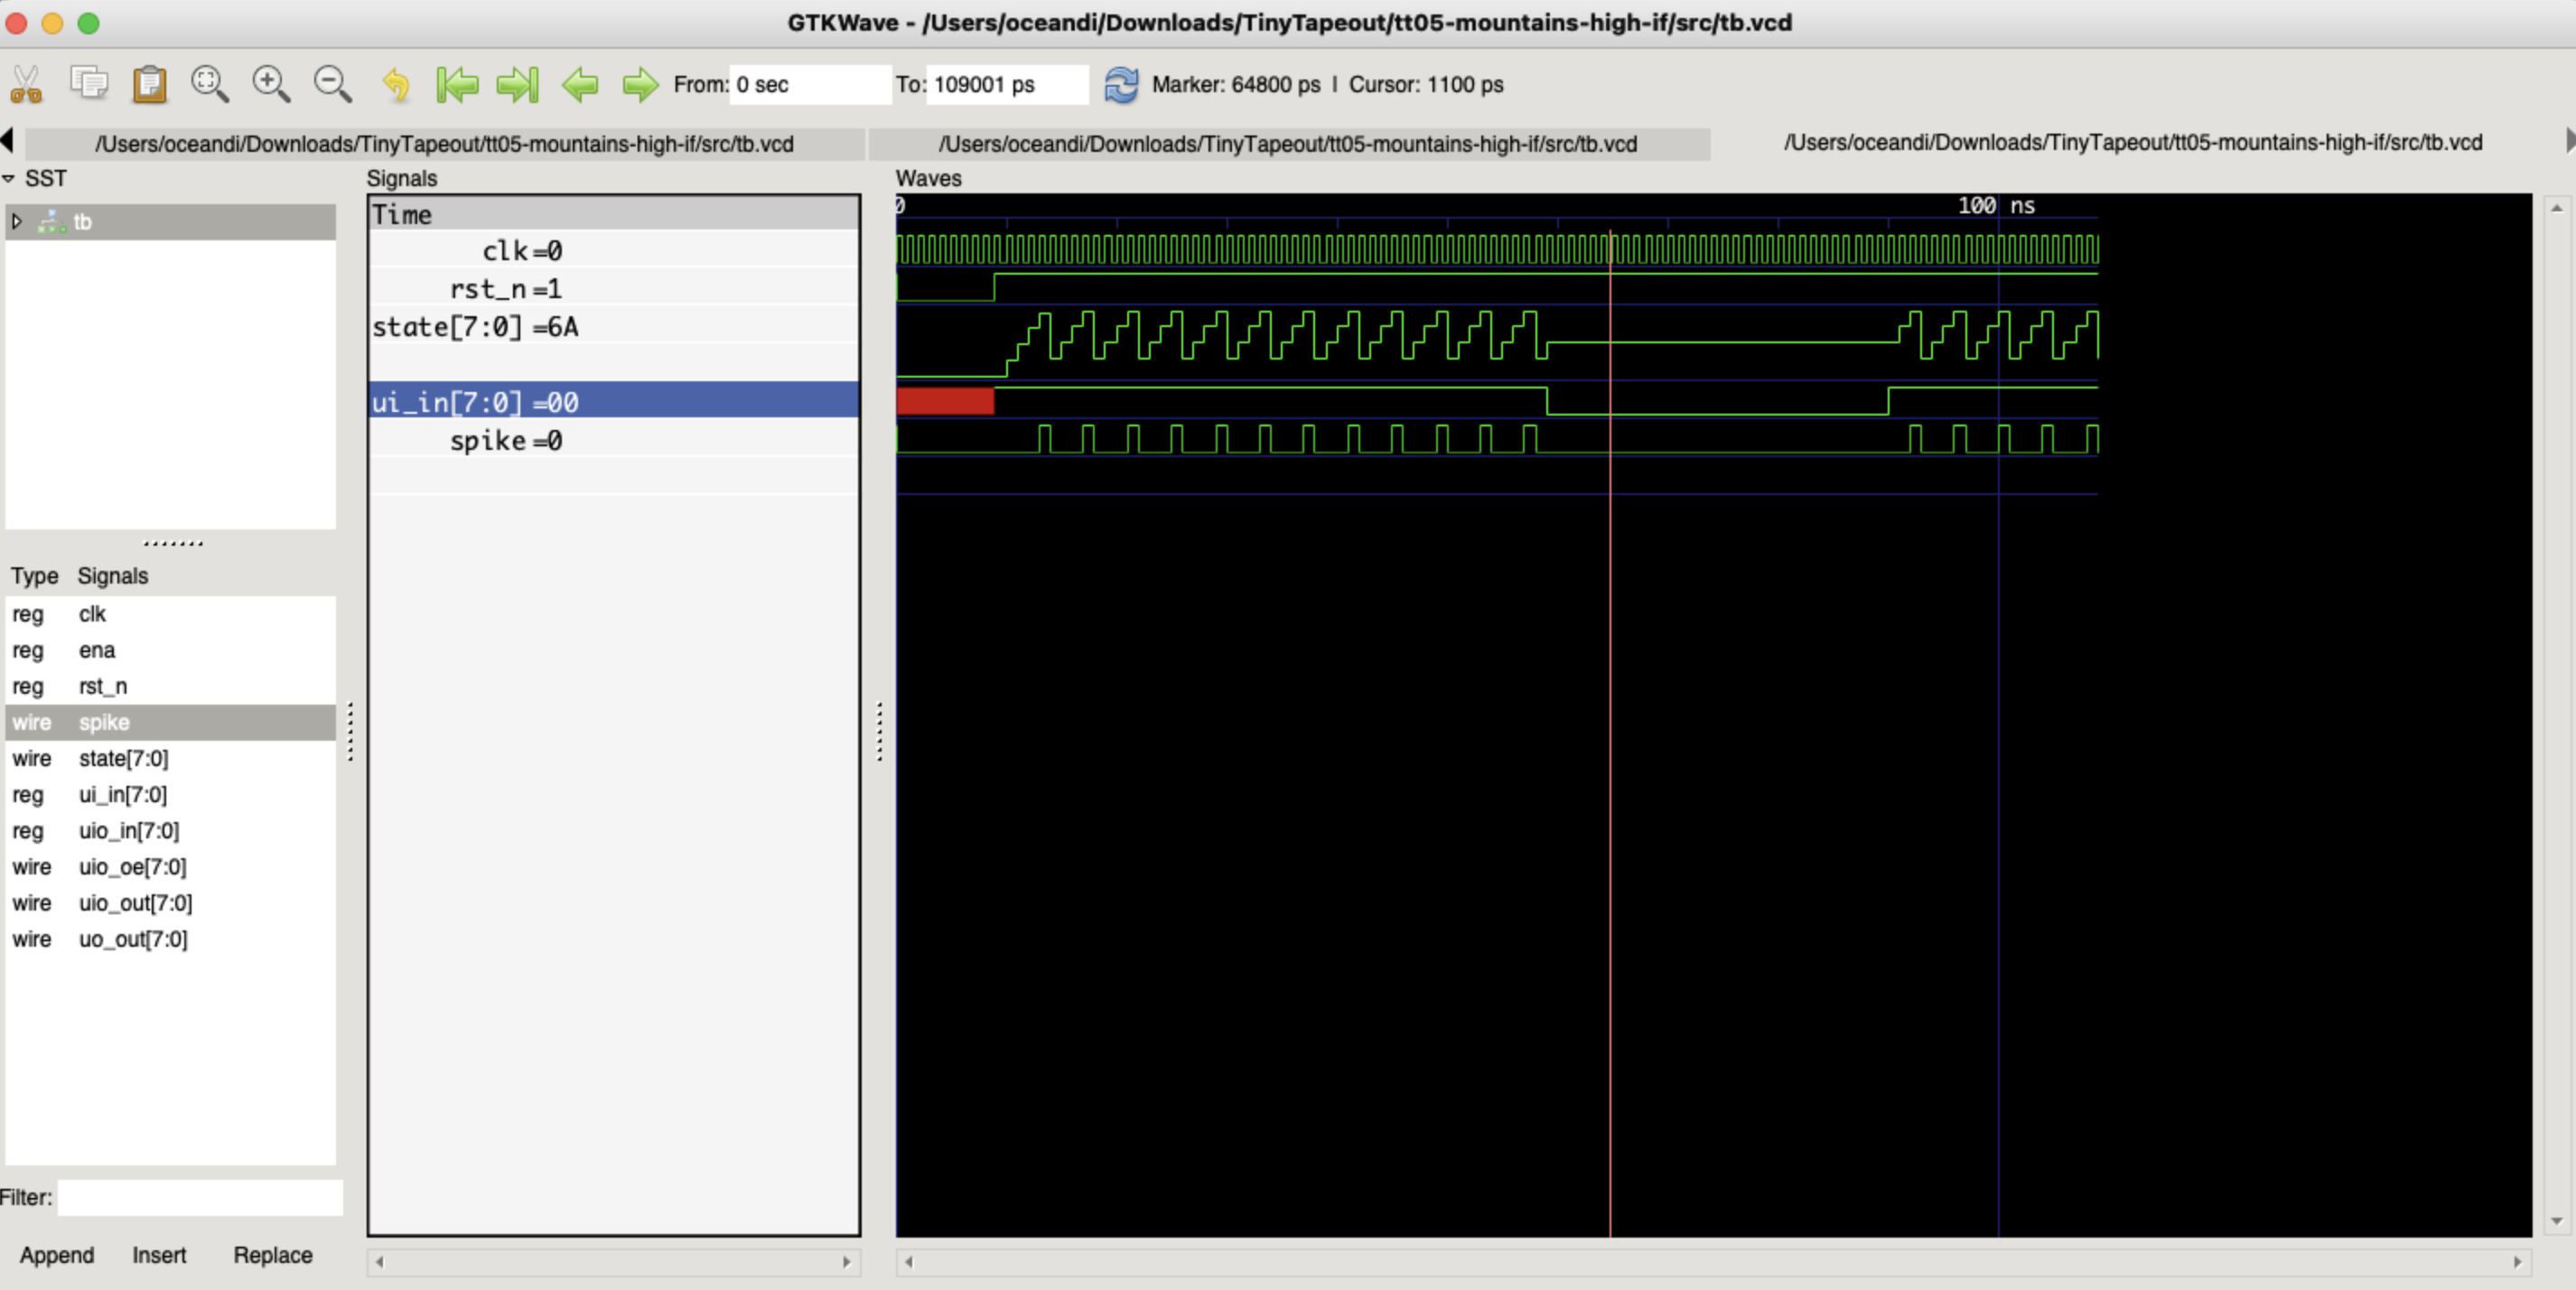 GTKWave - /Users/oceandi/Downloads/TinyTapeout/tt05-mountains-high-if/src/tb.vcd
From: 0 sec To: 109001 ps Marker: 64800 ps | Cursor: 1100 ps
/Users/oceandi/Downloads/TinyTapeout/tt05-mountains-high-if/src/tb.vcd /Users/oceandi/Downloads/TinyTapeout/tt05-mountains-high-if/src/tb.vcd /Users/oceandi/Downloads/TinyTapeout/tt05-mountains-high-if/src/tb.vcd
SST
tb
Type Signals
reg clk
reg ena
reg rst_n
wire spike
wire state[7:0]
reg ui_in[7:0]
reg uio_in[7:0]
wire uio_oe[7:0]
wire uio_out[7:0]
wire uo_out[7:0]
Filter:
Append Insert Replace
Signals
Time
clk=0
rst_n=1
state[7:0]=6A
ui_in[7:0]=00
spike=0
Waves
0 100 ns